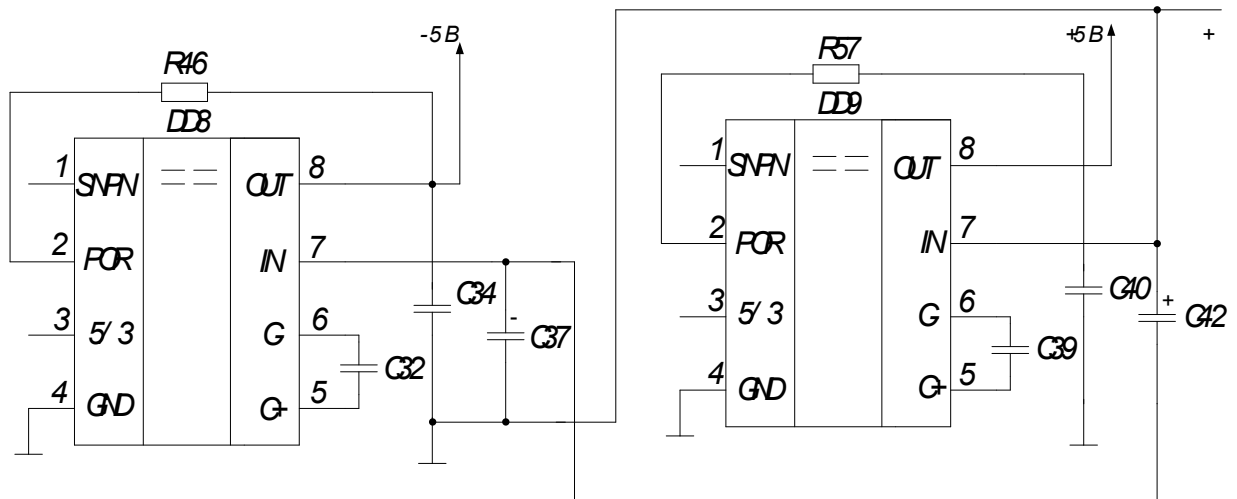 -5 В
+5 В
+
R46
R57
DD8
DD9
1 SNPN OUT 8
2 POR IN 7
3 5/3 G 6
4 GND C+ 5
C34
C37
-
C32
1 SNPN OUT 8
2 POR IN 7
3 5/3 G 6
4 GND C+ 5
C40
+
C42
C39